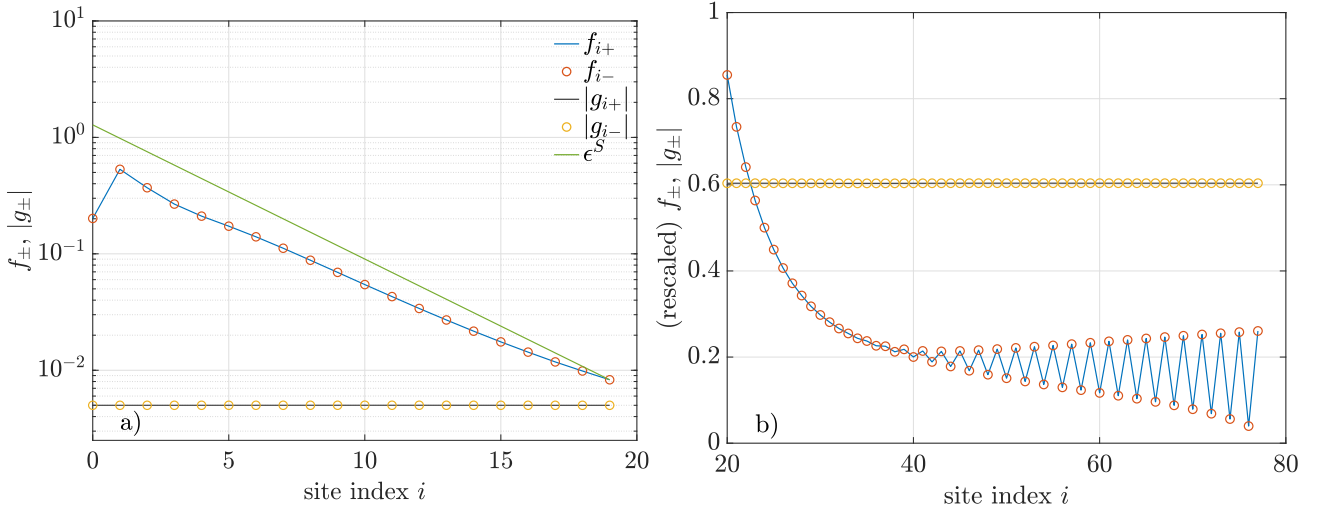 10^1
10^0
10^{-1}
10^{-2}
f_±, |g_±|
f_{i+}
f_{i−}
|g_{i+}|
|g_{i−}|
ϵ^S
a)
0 5 10 15 20
site index i
1
0.8
0.6
0.4
0.2
0
(rescaled) f_±, |g_±|
b)
20 40 60 80
site index i